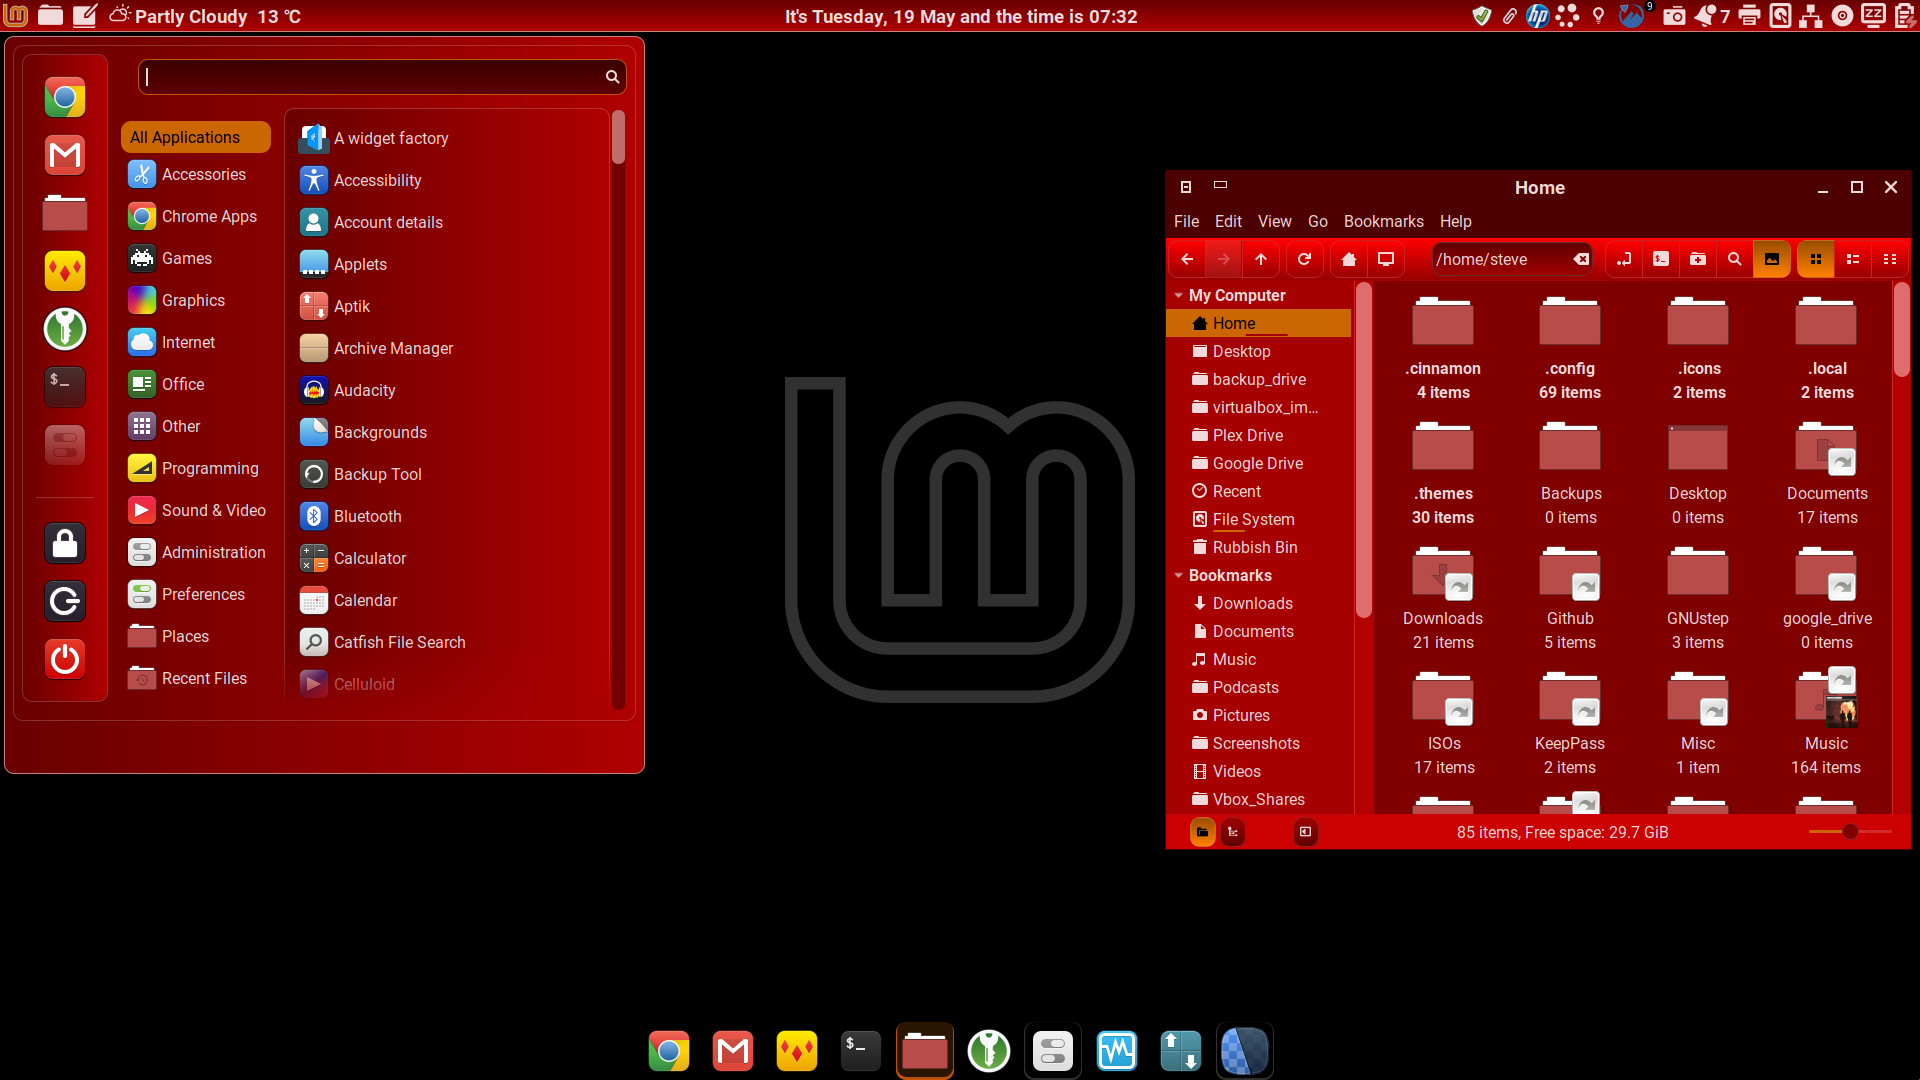 Partly Cloudy 13 ℃
It's Tuesday, 19 May and the time is 07:32
9
7
All Applications
Accessories
Chrome Apps
Games
Graphics
Internet
Office
Other
Programming
Sound & Video
Administration
Preferences
Places
Recent Files
A widget factory
Accessibility
Account details
Applets
Aptik
Archive Manager
Audacity
Backgrounds
Backup Tool
Bluetooth
Calculator
Calendar
Catfish File Search
Celluloid
Home
File Edit View Go Bookmarks Help
/home/steve
My Computer
Home
Desktop
backup_drive
virtualbox_im...
Plex Drive
Google Drive
Recent
File System
Rubbish Bin
Bookmarks
Downloads
Documents
Music
Podcasts
Pictures
Screenshots
Videos
Vbox_Shares
.cinnamon .config .icons .local
4 items 69 items 2 items 2 items
.themes Backups Desktop Documents
30 items 0 items 0 items 17 items
Downloads Github GNUstep google_drive
21 items 5 items 3 items 0 items
ISOs KeepPass Misc Music
17 items 2 items 1 item 164 items
85 items, Free space: 29.7 GiB